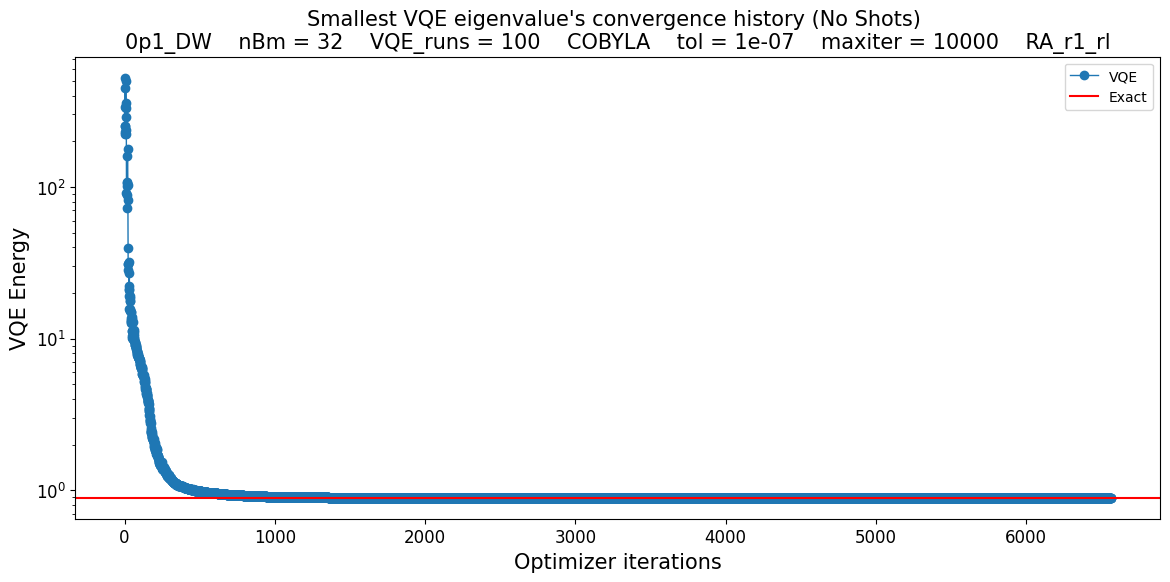 Smallest VQE eigenvalue's convergence history (No Shots)
0p1_DW nBm = 32 VQE_runs = 100 COBYLA tol = 1e-07 maxiter = 10000 RA_r1_rl
VQE
Exact
VQE Energy
10²
10¹
10⁰
0 1000 2000 3000 4000 5000 6000
Optimizer iterations